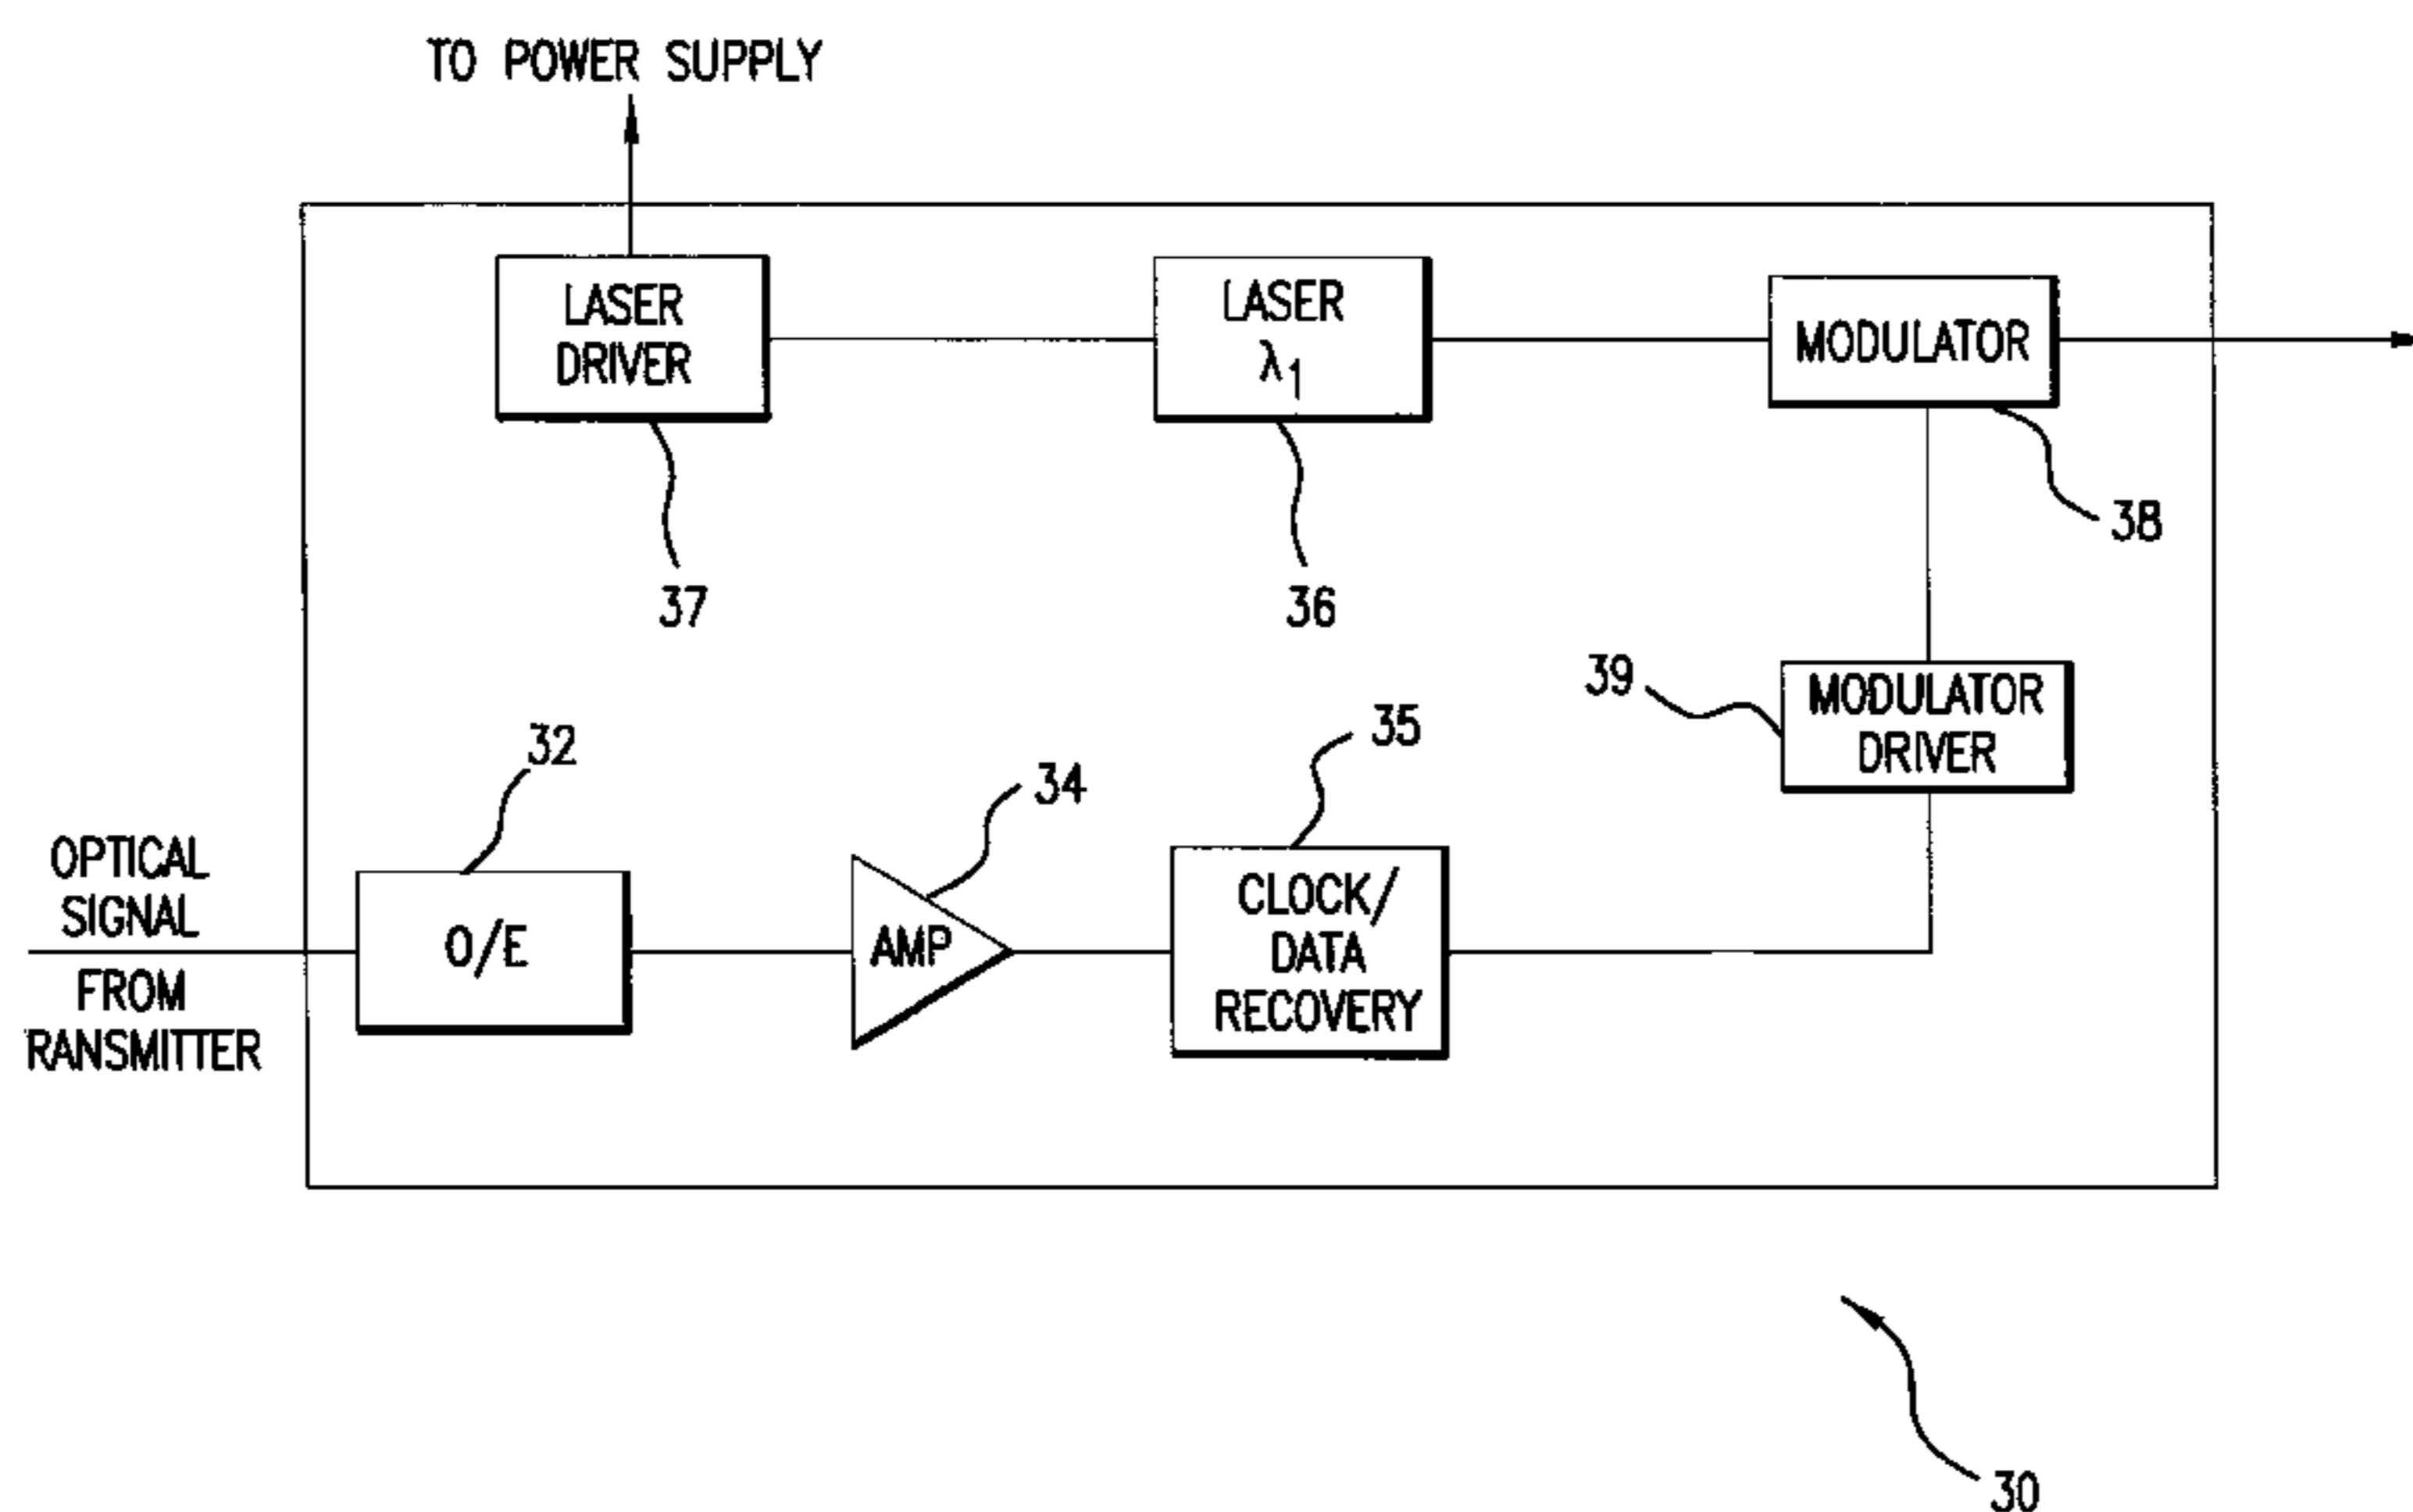 TO POWER SUPPLY
LASER
DRIVER
LASER
λ1
MODULATOR
38
37
36
39
MODULATOR
DRIVER
32
35
34
OPTICAL
SIGNAL
FROM
RANSMITTER
O/E
AMP
CLOCK/
DATA
RECOVERY
30